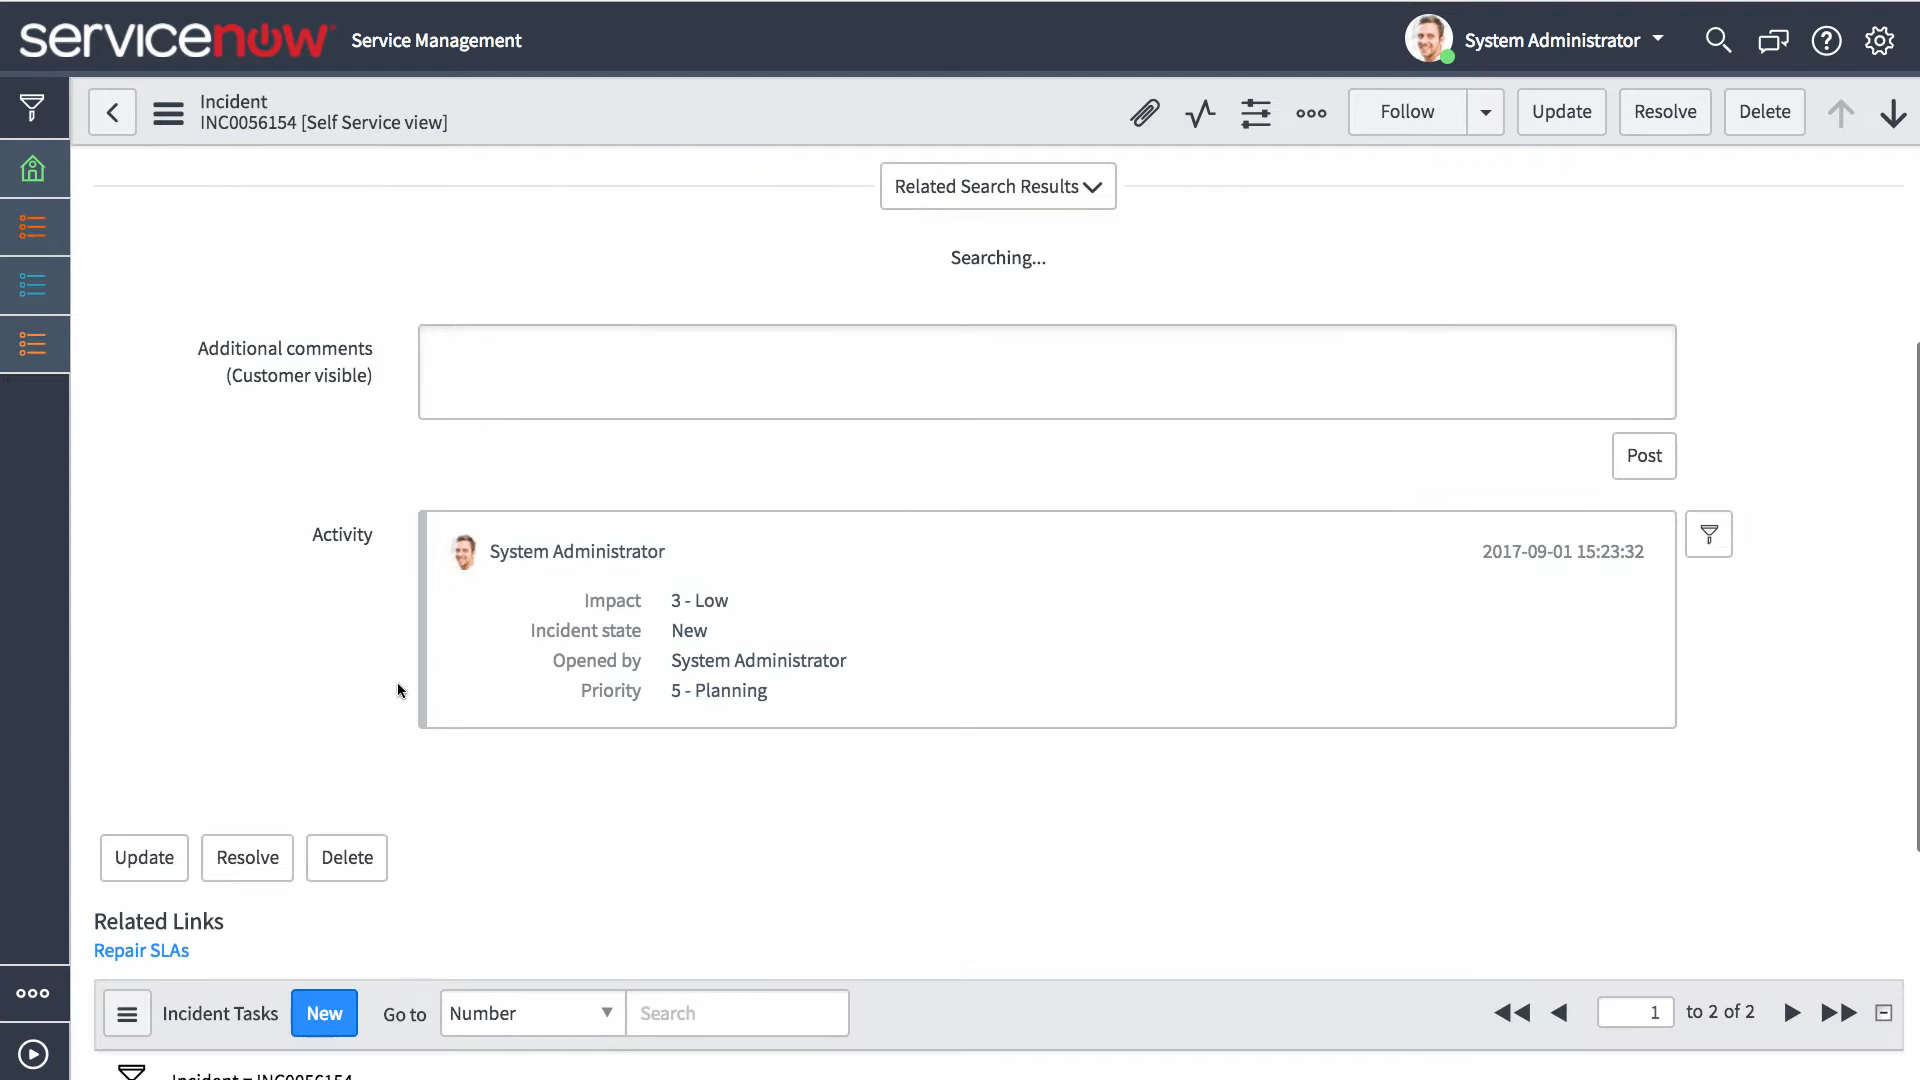 servicenow Service Management
System Administrator
Incident
INC0056154 [Self Service view]
Follow
Update
Resolve
Delete
Related Search Results
Searching...
Additional comments
(Customer visible)
Post
Activity
System Administrator
2017-09-01 15:23:32
Impact 3 - Low
Incident state New
Opened by System Administrator
Priority 5 - Planning
Update
Resolve
Delete
Related Links
Repair SLAs
Incident Tasks New Go to Number Search 1 to 2 of 2
Incident = INC0056154